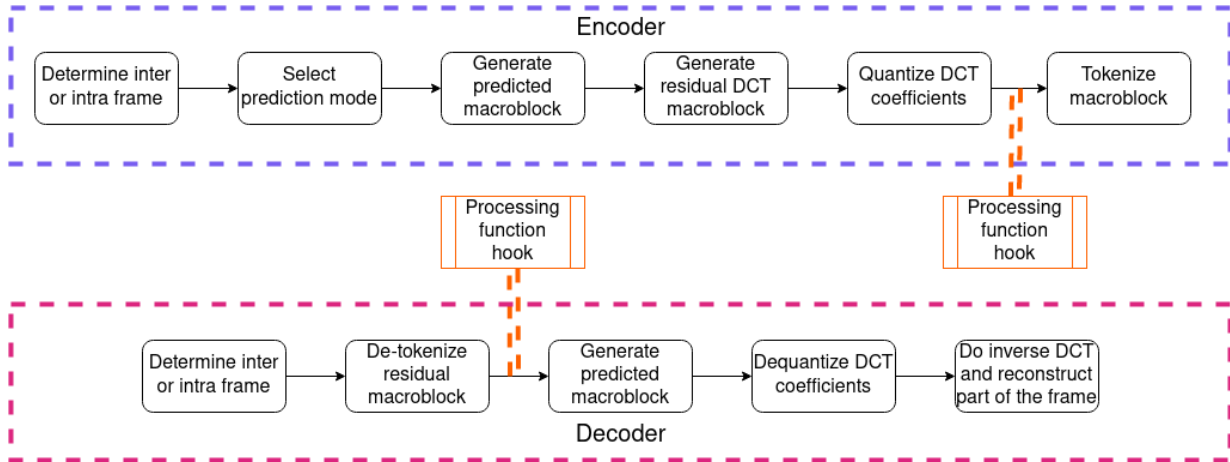 Encoder
Determine inter
or intra frame
Select
prediction mode
Generate
predicted
macroblock
Generate
residual DCT
macroblock
Quantize DCT
coefficients
Tokenize
macroblock
Processing
function
hook
Processing
function
hook
Determine inter
or intra frame
De-tokenize
residual
macroblock
Generate
predicted
macroblock
Dequantize DCT
coefficients
Do inverse DCT
and reconstruct
part of the frame
Decoder